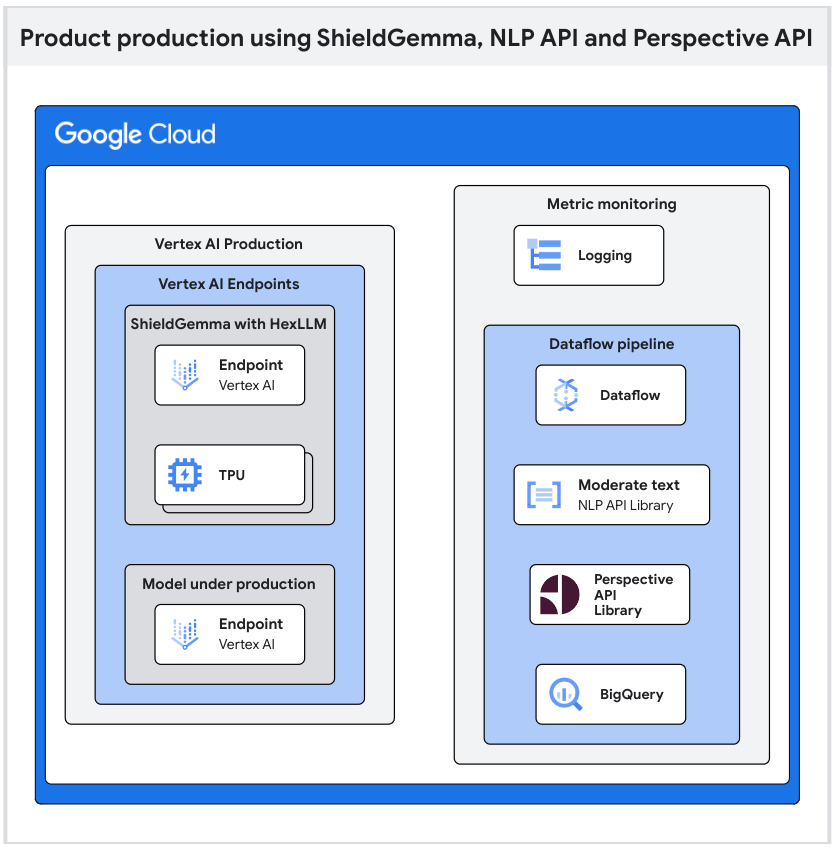 Product production using ShieldGemma, NLP API and Perspective API
Google Cloud
Vertex AI Production
Vertex AI Endpoints
ShieldGemma with HexLLM
Endpoint
Vertex AI
TPU
Model under production
Endpoint
Vertex AI
Metric monitoring
Logging
Dataflow pipeline
Dataflow
Moderate text
NLP API Library
Perspective
API
Library
BigQuery